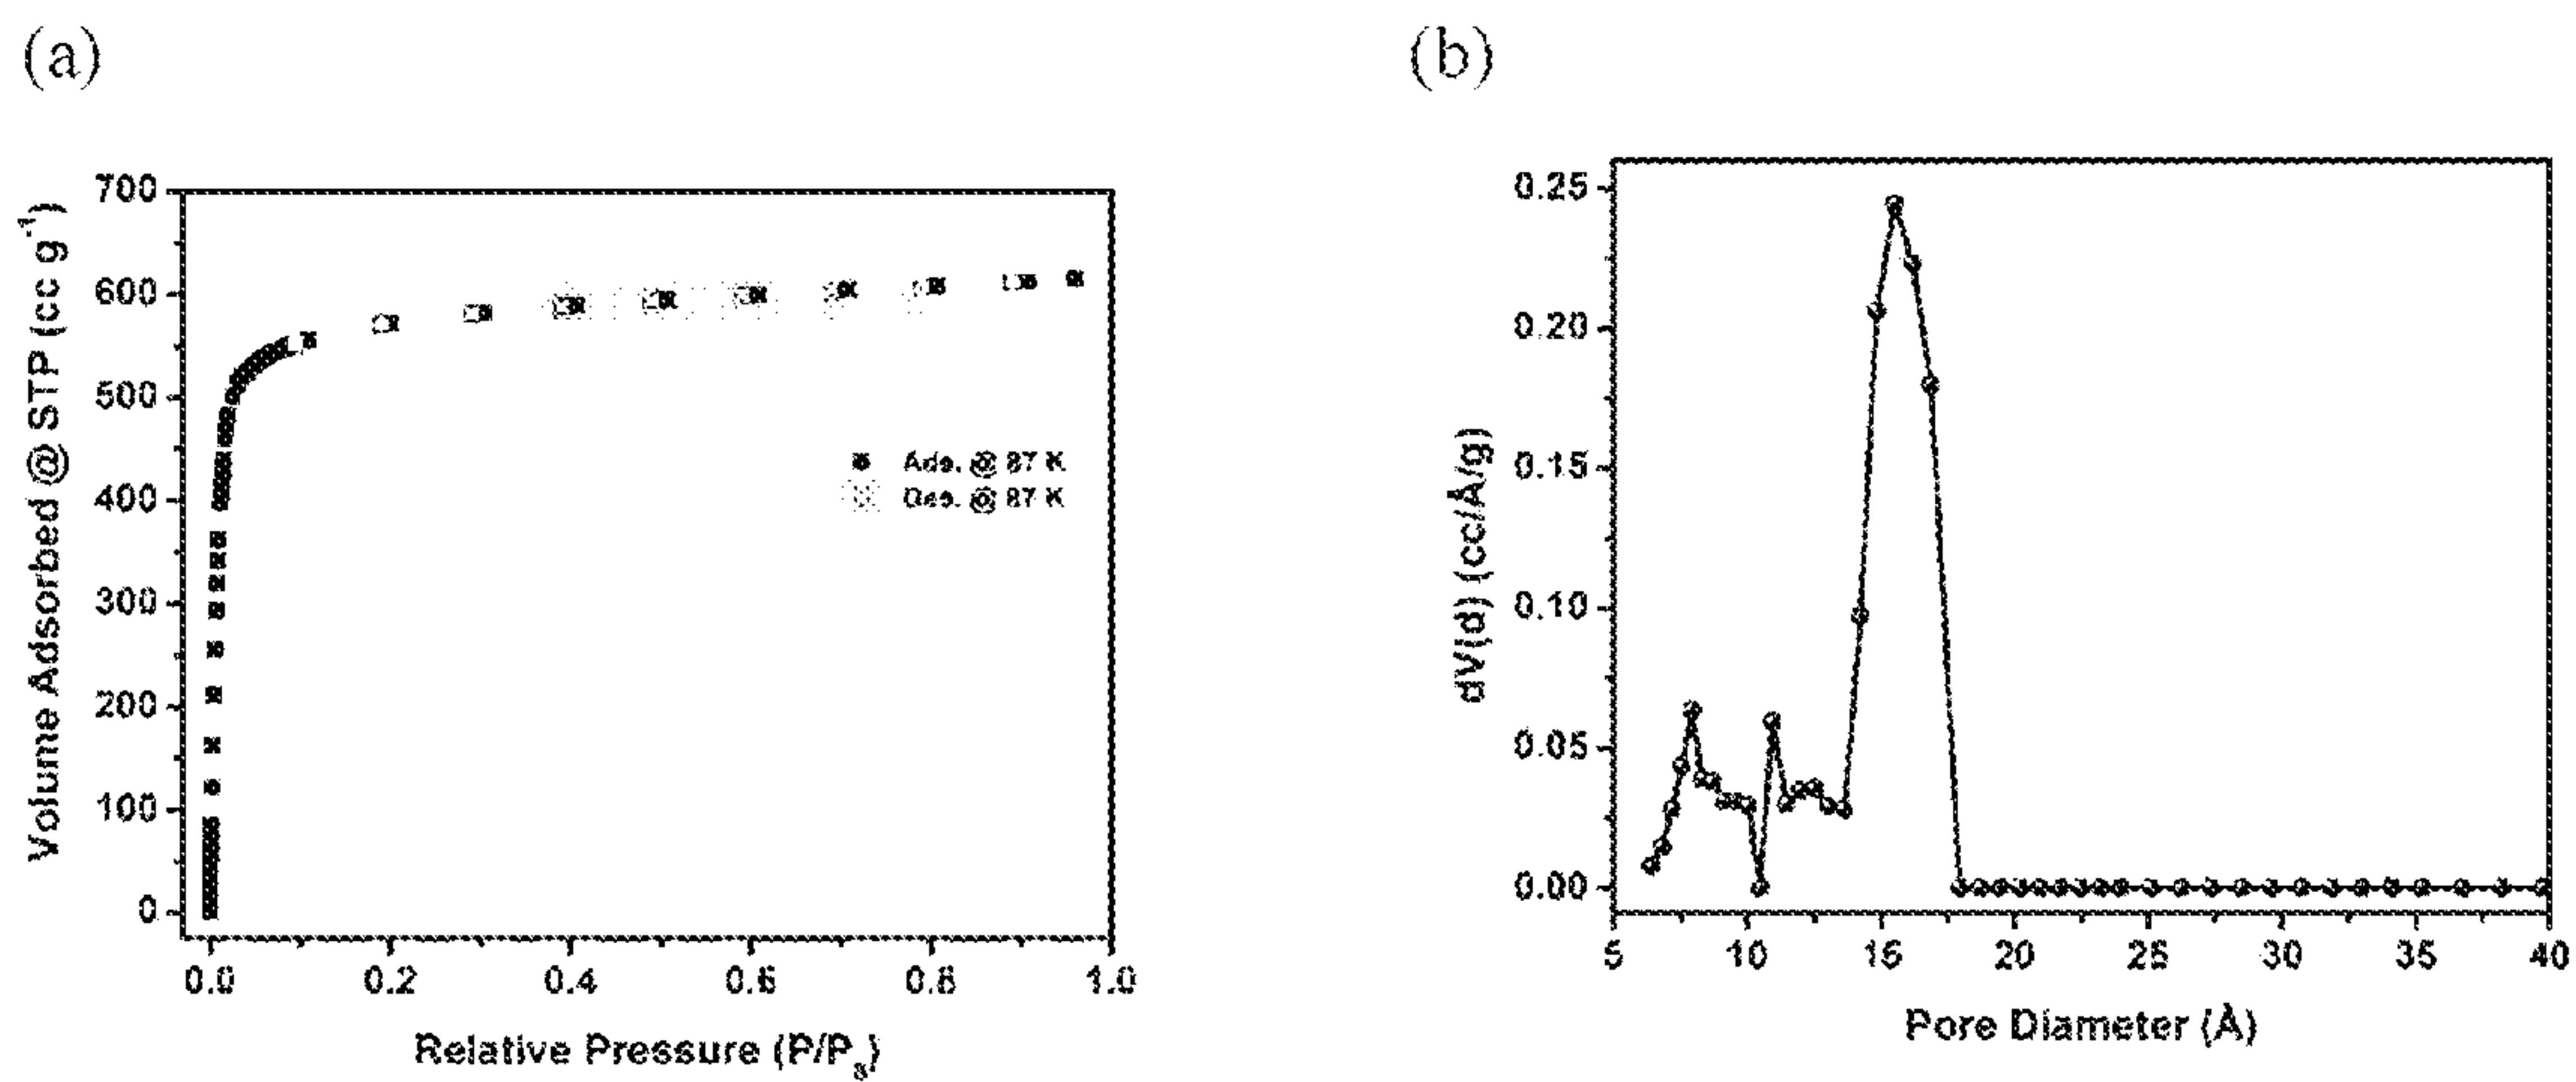 (a)
700
600
500
400
300
200
100
0
Volume Adsorbed @ STP (cc g⁻¹)
Ads. @ 87 K
Des. @ 87 K
0.0 0.2 0.4 0.6 0.8 1.0
Relative Pressure (P/Ps)
(b)
0.25
0.20
0.15
0.10
0.05
0.00
dV(d) (cc/Å/g)
5 10 15 20 25 30 35 40
Pore Diameter (Å)